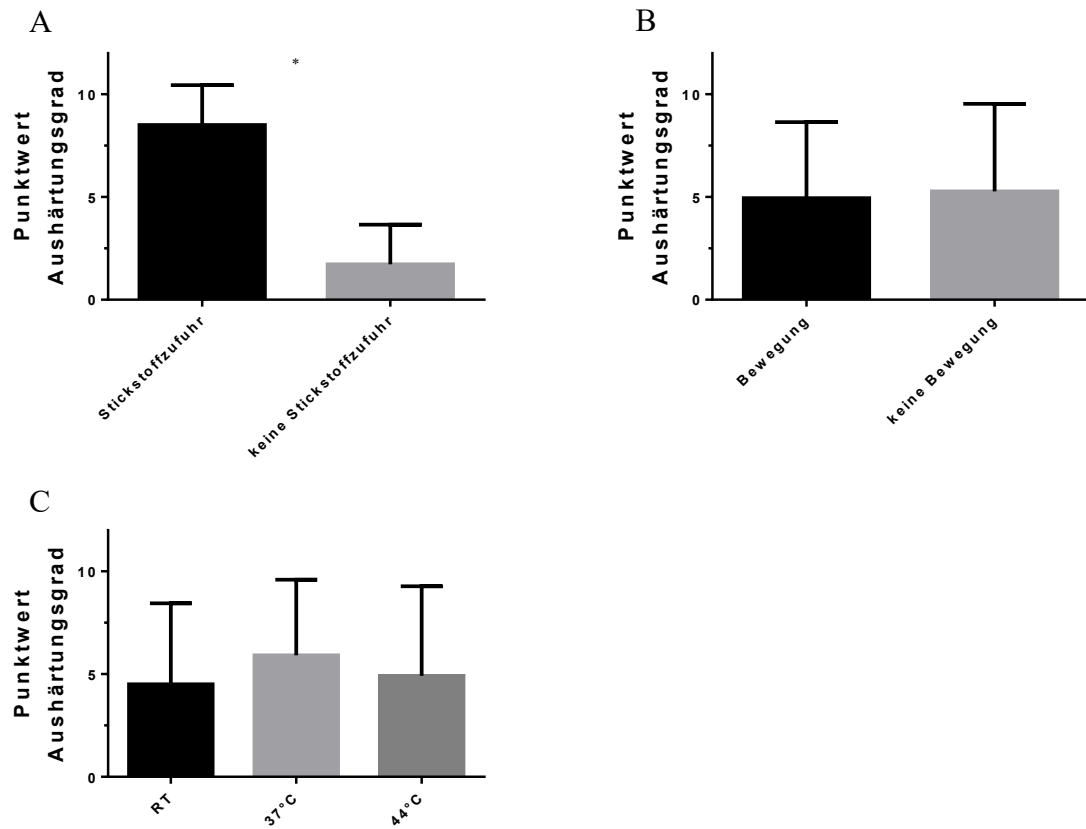 A
*
Punktwert
Aushärtungsgrad
10
5
0
Stickstoffzufuhr
keine Stickstoffzufuhr
B
Punktwert
Aushärtungsgrad
10
5
0
Bewegung
keine Bewegung
C
Punktwert
Aushärtungsgrad
10
5
0
RT
37°C
44°C